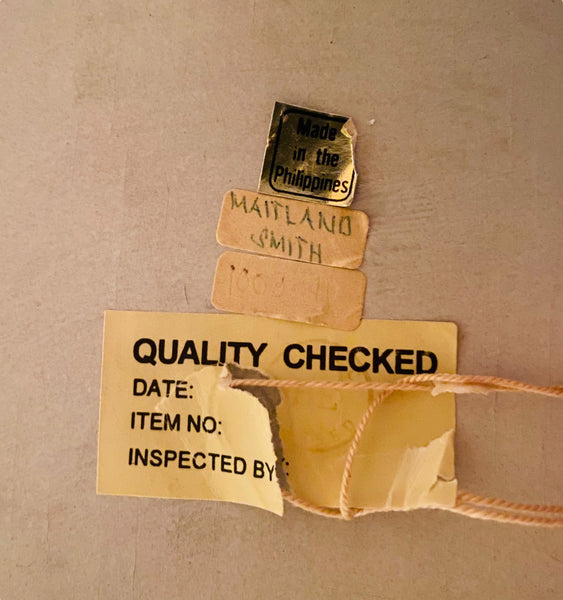 Made
in the
Philippines
MAITLAND
SMITH
QUALITY CHECKED
DATE:
ITEM NO:
INSPECTED BY: